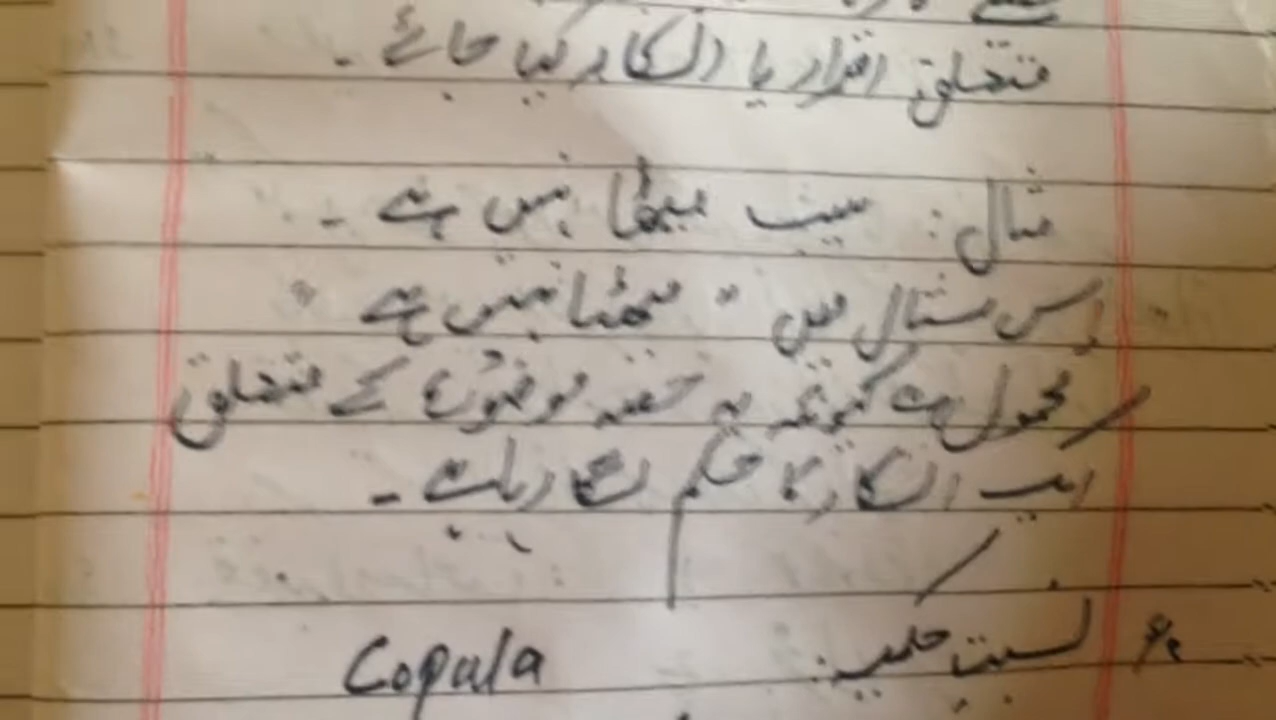 متعلق اقرار یا انکار کیا جائے۔
مثال: سیب میٹھا نہیں ہے۔
اس مثال میں "میٹھا نہیں ہے"
محمول ہے کیونکہ یہ حصہ موضوع کے متعلق
ایک انکار کا حکم لگا رہا ہے۔
نسبت حکمیہ: Copula